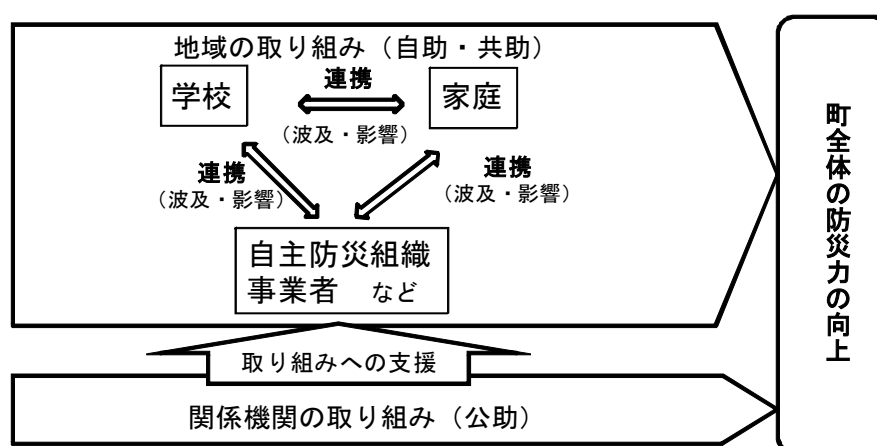 地域の取り組み（自助・共助）
連携
学校
家庭
（波及・影響）
連携
（波及・影響）
連携
（波及・影響）
自主防災組織
事業者　など
取り組みへの支援
関係機関の取り組み（公助）
町全体の防災力の向上